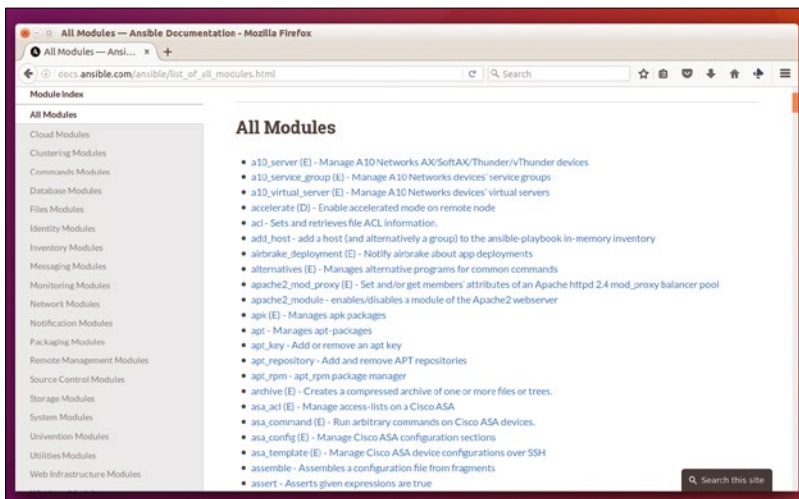 All Modules — Ansible Documentation - Mozilla Firefox
All Modules — Ansi...
docs.ansible.com/ansible/list_of_all_modules.html
Search
Module Index
All Modules
Cloud Modules
Clustering Modules
Commands Modules
Database Modules
Files Modules
Identity Modules
Inventory Modules
Messaging Modules
Monitoring Modules
Network Modules
Notification Modules
Packaging Modules
Remote Management Modules
Source Control Modules
Storage Modules
System Modules
Univention Modules
Utilities Modules
Web Infrastructure Modules
All Modules
a10_server (E) - Manage A10 Networks AX/SoftAX/Thunder/vThunder devices
a10_service_group (E) - Manage A10 Networks devices' service groups
a10_virtual_server (E) - Manage A10 Networks devices' virtual servers
accelerate (D) - Enable accelerated mode on remote node
acl - Sets and retrieves file ACL information.
add_host - add a host (and alternatively a group) to the ansible-playbook in-memory inventory
airbrake_deployment (E) - Notify airbrake about app deployments
alternatives (E) - Manages alternative programs for common commands
apache2_mod_proxy (E) - Set and/or get members' attributes of an Apache httpd 2.4 mod_proxy balancer pool
apache2_module - enables/disables a module of the Apache2 webserver
apk (E) - Manages apk packages
apt - Manages apt-packages
apt_key - Add or remove an apt key
apt_repository - Add and remove APT repositories
apt_rpm - apt_rpm package manager
archive (E) - Creates a compressed archive of one or more files or trees.
asa_acl (E) - Manage access-lists on a Cisco ASA
asa_command (E) - Run arbitrary commands on Cisco ASA devices.
asa_config (E) - Manage Cisco ASA configuration sections
asa_template (E) - Manage Cisco ASA device configurations over SSH
assemble - Assembles a configuration file from fragments
assert - Asserts given expressions are true
Search this site